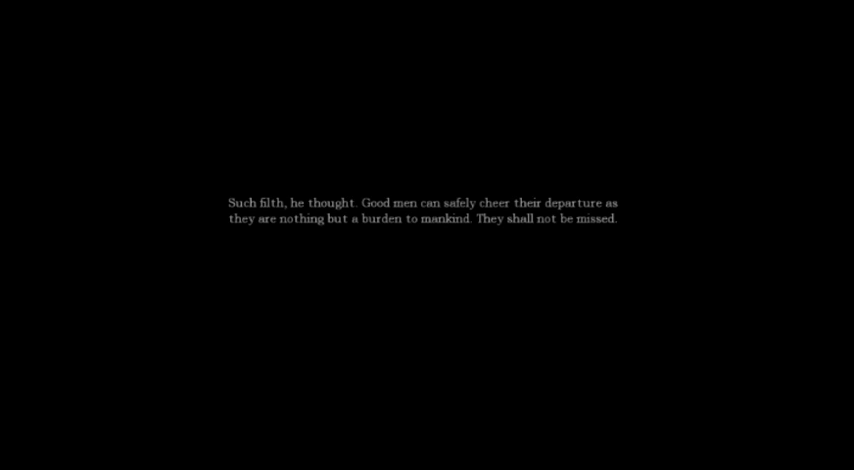 Such filth, he thought. Good men can safely cheer their departure as
they are nothing but a burden to mankind. They shall not be missed.